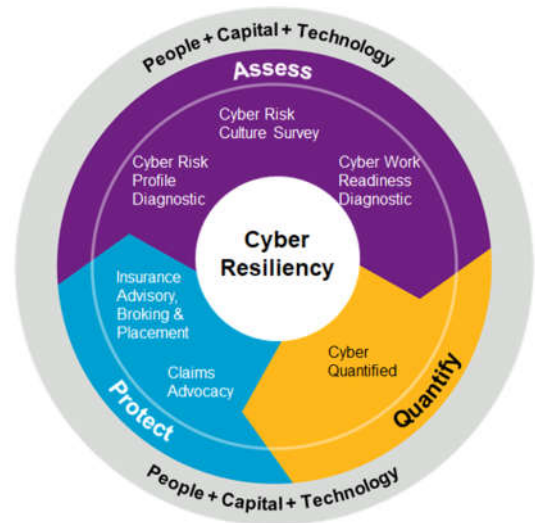 People + Capital + Technology
Assess
Cyber Risk
Culture Survey
Cyber Risk
Profile
Diagnostic
Cyber Work
Readiness
Diagnostic
Cyber
Resiliency
Insurance
Advisory,
Broking &
Placement
Claims
Advocacy
Protect
Cyber
Quantified
Quantify
People + Capital + Technology